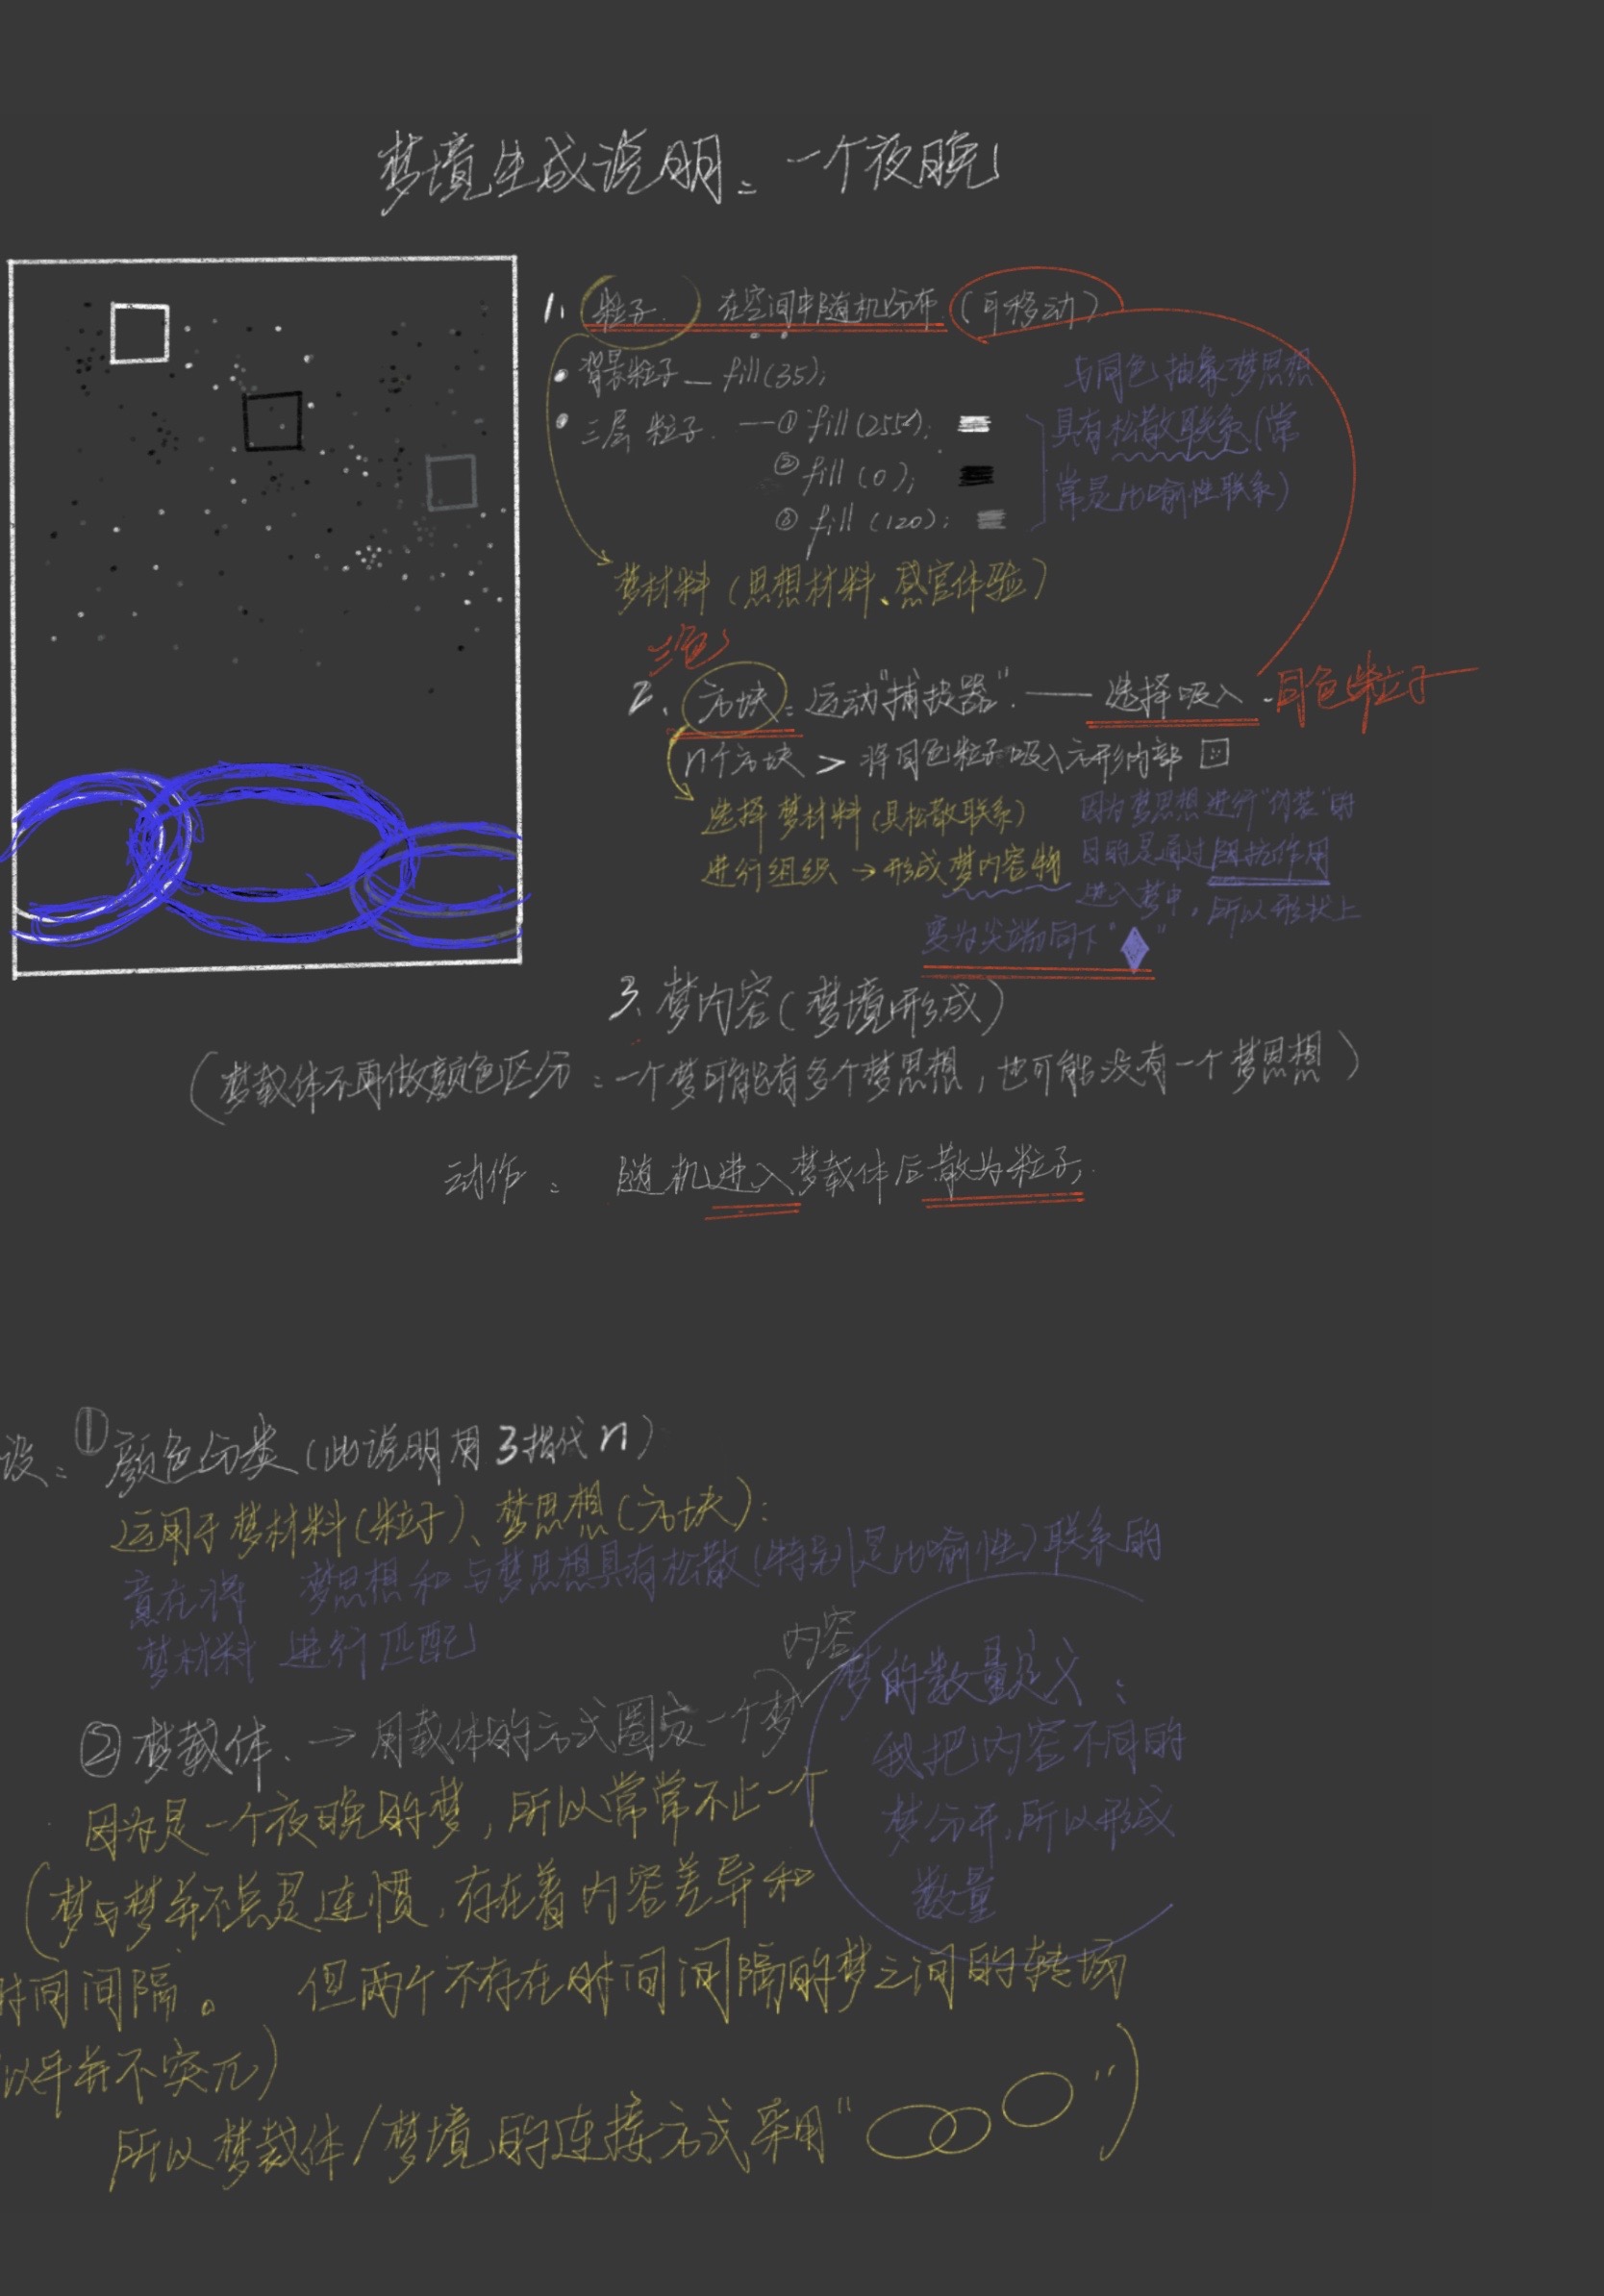 梦境生成说明：一个夜晚
1. 粒子 在空间中随机分布（可移动）
背景粒子 — fill(35);
三层粒子. — ① fill(255);
② fill(0);
③ fill(120);
与同色抽象梦思想
具有松散联系(常
常是比喻性联系)
梦材料（思想材料、感官体验）
三色
2、方块：运动"捕捉器". — 选择吸入 . 同色粒子
n个方块 > 将同色粒子吸入方形内部
选择梦材料(具松散联系)
进行组织 → 形成梦内容物
因为梦思想进行"伪装"的
目的是通过阻抗作用
进入梦中，所以形状上
变为尖端向下" "
3、梦内容（梦境形成）
（梦载体不再做颜色区分：一个梦可能有多个梦思想，也可能没有一个梦思想）
动作： 随机进入梦载体后散为粒子.
设：①颜色分类（此说明用3指代n）
运用于梦材料(粒子)、梦思想(方块)：
意在将 梦思想和与梦思想具有松散(特别是比喻性)联系的
梦材料 进行匹配
②梦载体. → 用载体的方式圈定一个梦
内容
梦的数量定义：
我把内容不同的
梦分开,所以形成
数量
因为是一个夜晚的梦，所以常常不止一个
(梦与梦并不总是连惯，存在着内容差异和
时间间隔。 但两个不存在时间间隔的梦之间的转场
似乎并不突兀)
所以梦载体/梦境的连接方式采用" ")